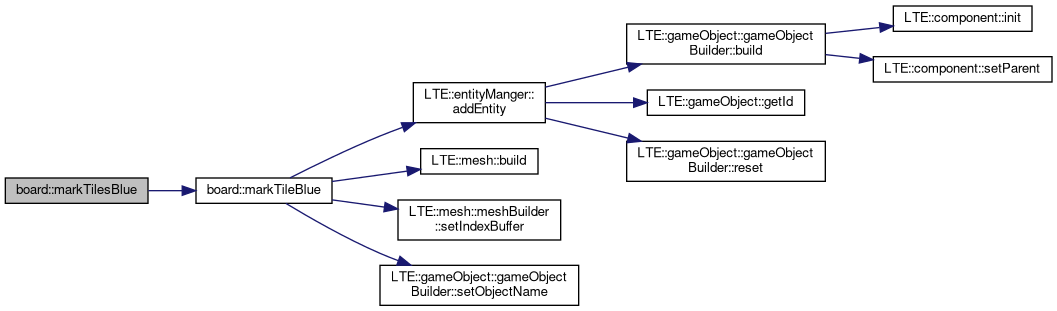 board::markTilesBlue
board::markTileBlue
LTE::entityManger::
addEntity
LTE::gameObject::gameObject
Builder::build
LTE::component::init
LTE::component::setParent
LTE::gameObject::getId
LTE::gameObject::gameObject
Builder::reset
LTE::mesh::build
LTE::mesh::meshBuilder
::setIndexBuffer
LTE::gameObject::gameObject
Builder::setObjectName